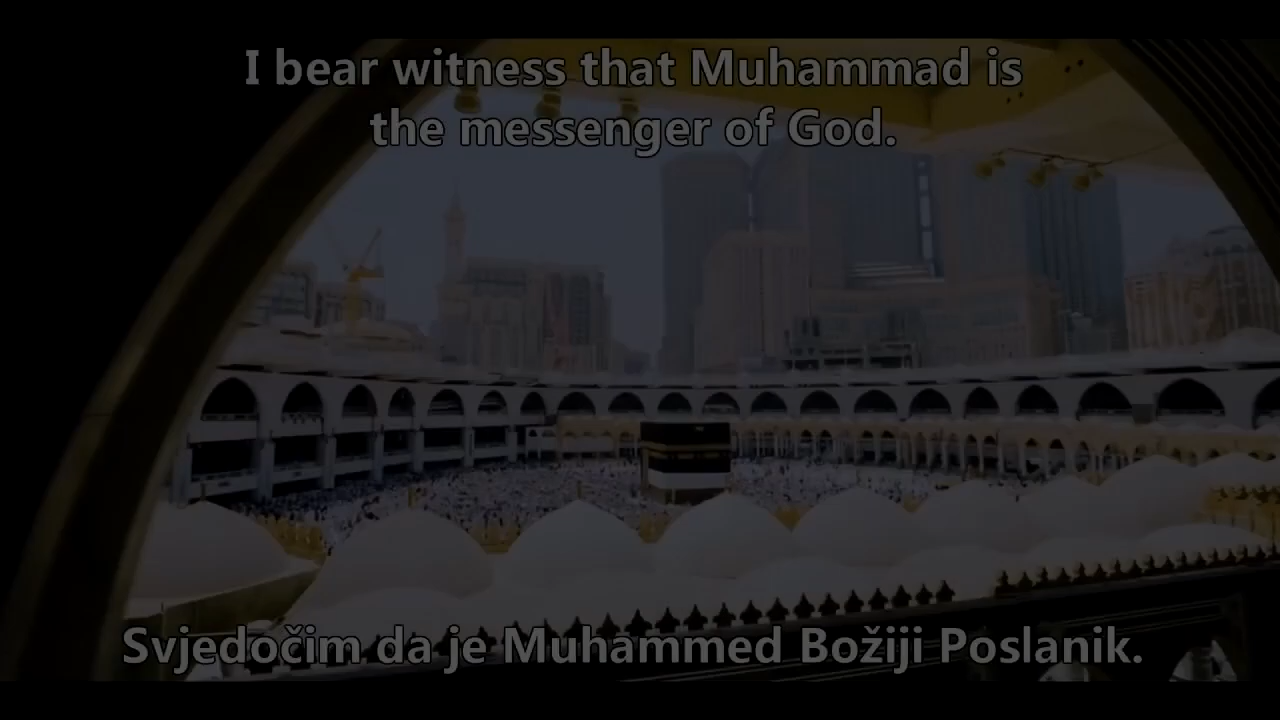 I bear witness that Muhammad is
the messenger of God.
Svjedočim da je Muhammed Božiji Poslanik.